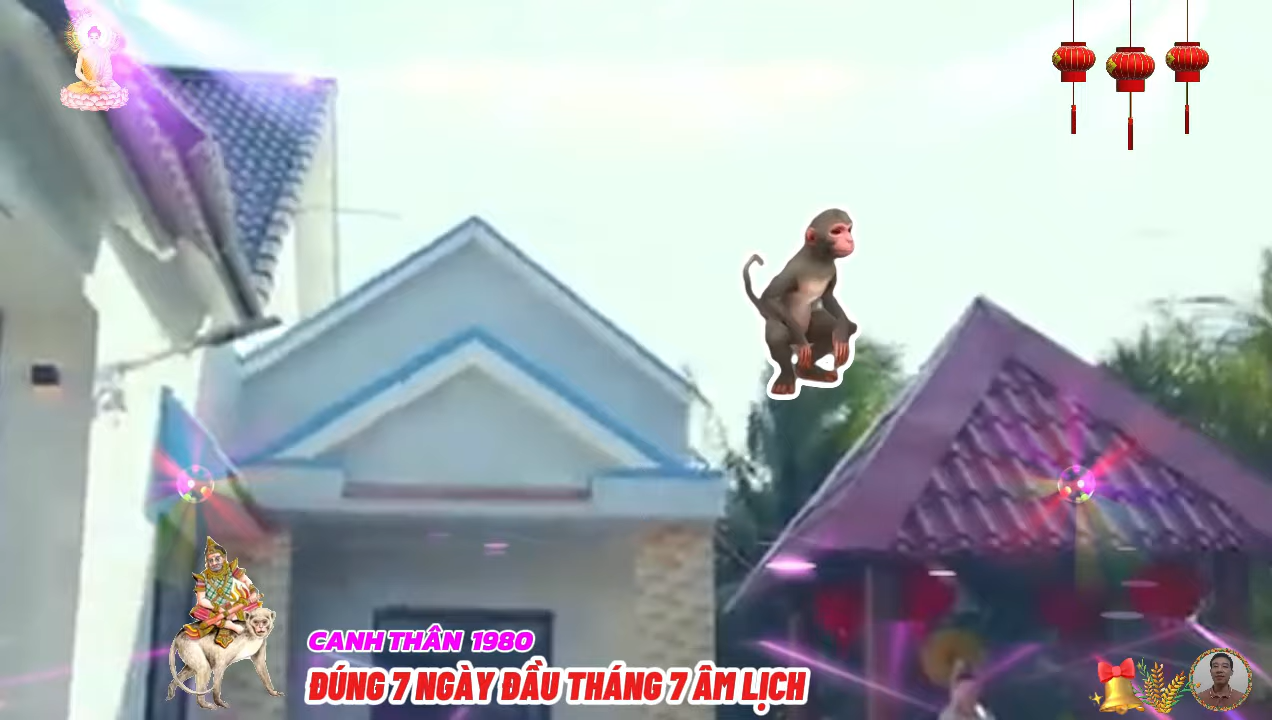 CANH THÂN 1980
ĐÚNG 7 NGÀY ĐẦU THÁNG 7 ÂM LỊCH